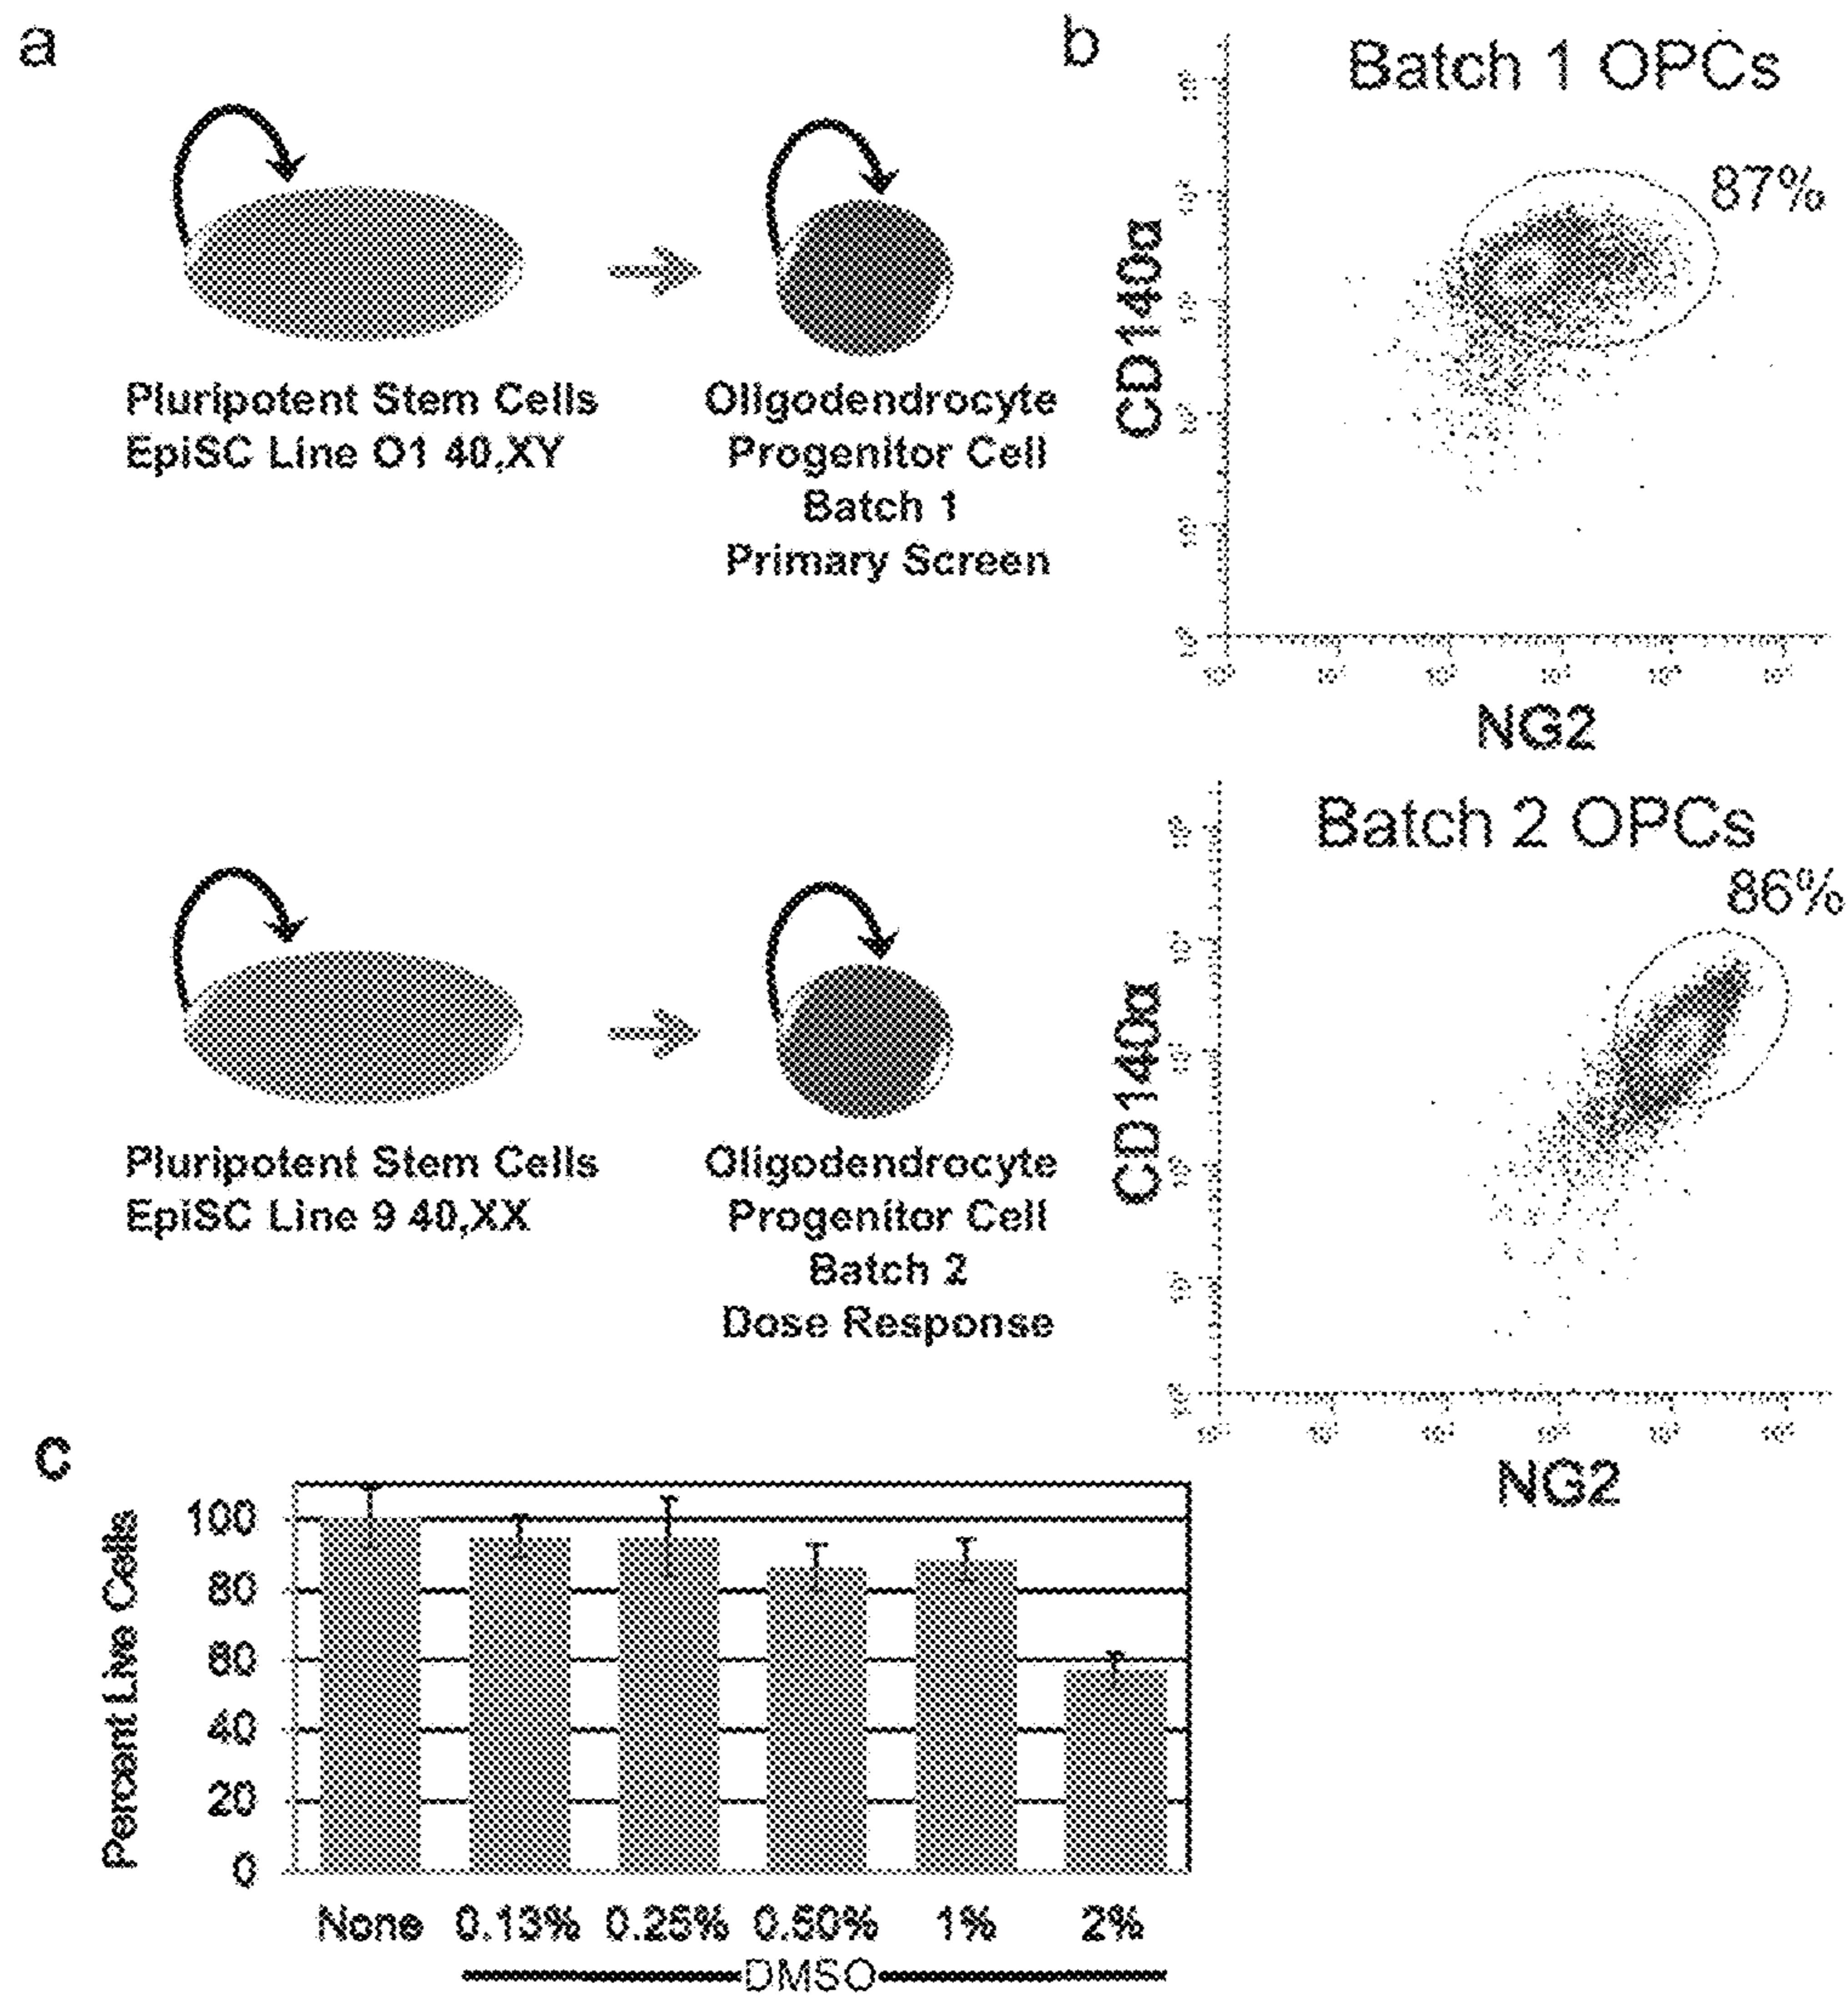 a
Pluripotent Stem Cells
EpiSC Line O1 40,XY
Oligodendrocyte
Progenitor Cell
Batch 1
Primary Screen
b
Batch 1 OPCs
87%
CD140α
NG2
Pluripotent Stem Cells
EpiSC Line 9 40,XX
Oligodendrocyte
Progenitor Cell
Batch 2
Dose Response
Batch 2 OPCs
86%
CD140α
NG2
c
Percent Live Cells
100
80
60
40
20
0
None 0.13% 0.25% 0.50% 1% 2%
DMSO